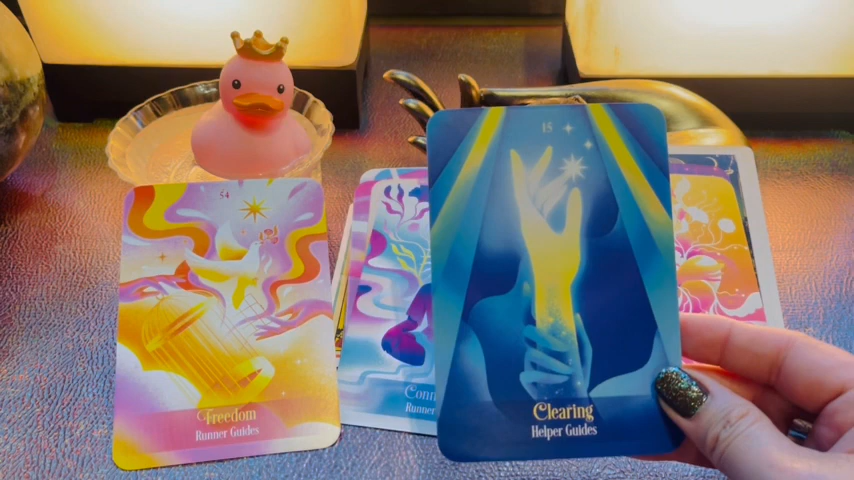 54
Freedom
Runner Guides
Runner
15
Clearing
Helper Guides